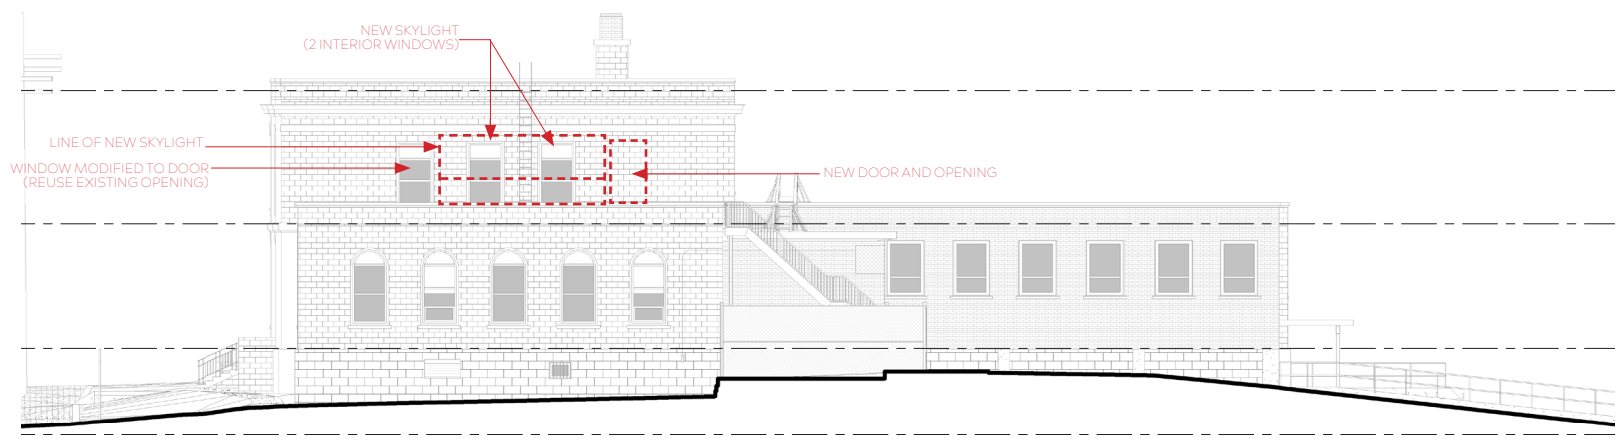 NEW SKYLIGHT
(2 INTERIOR WINDOWS)
LINE OF NEW SKYLIGHT
WINDOW MODIFIED TO DOOR
(REUSE EXISTING OPENING)
NEW DOOR AND OPENING